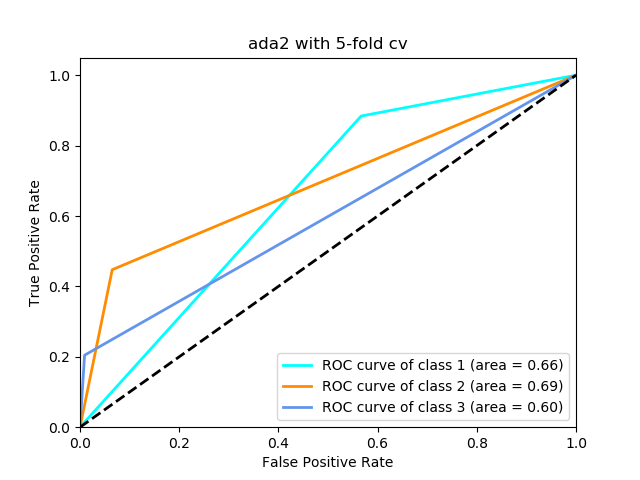 ada2 with 5-fold cv
1.0
0.8
0.6
0.4
0.2
0.0
True Positive Rate
ROC curve of class 1 (area = 0.66)
ROC curve of class 2 (area = 0.69)
ROC curve of class 3 (area = 0.60)
0.0 0.2 0.4 0.6 0.8 1.0
False Positive Rate